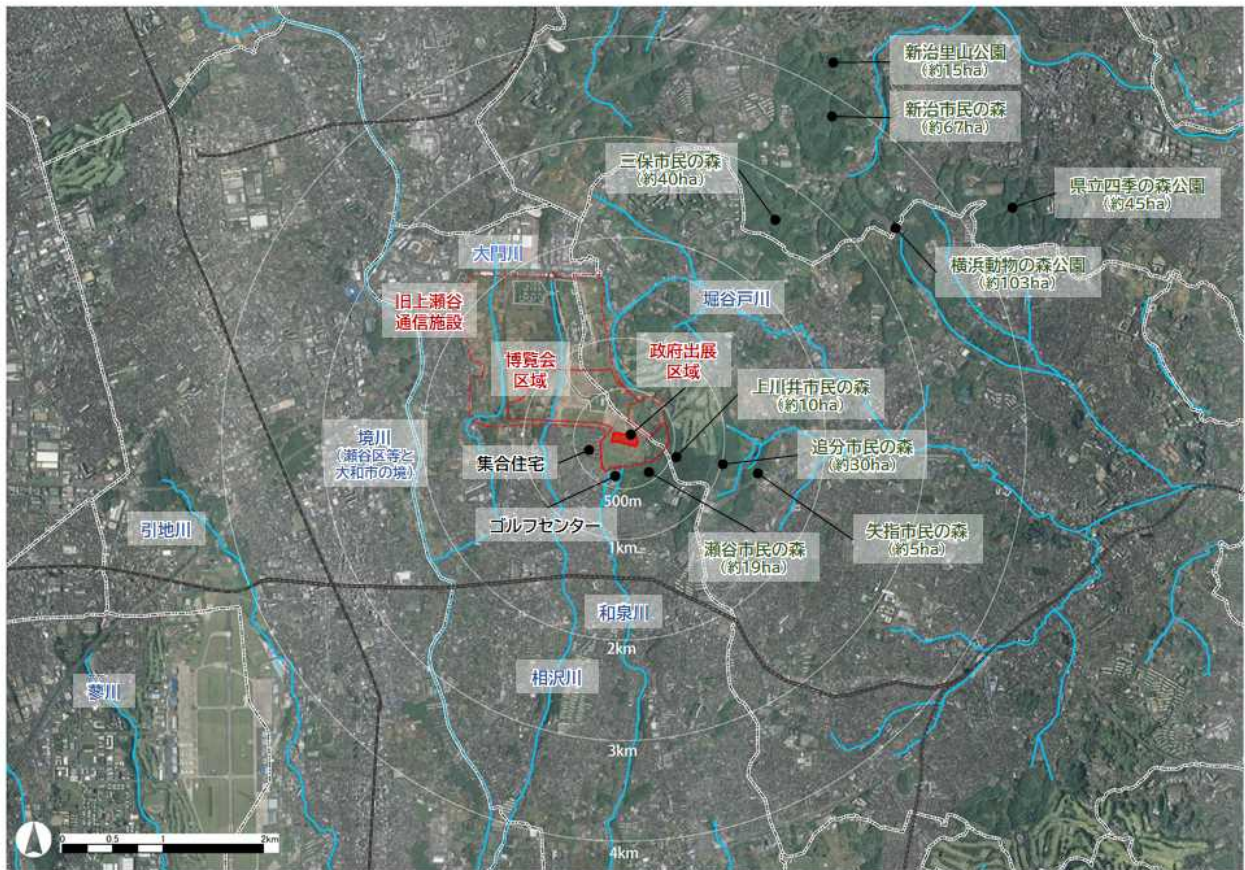 新治里山公園
(約15ha)
新治市民の森
(約67ha)
三保市民の森
(約40ha)
県立四季の森公園
(約45ha)
横浜動物の森公園
(約103ha)
大門川
旧上瀬谷
通信施設
堀谷戸川
博覧会
区域
政府出展
区域
上川井市民の森
(約10ha)
境川
(瀬谷区等と
大和市の境)
集合住宅
追分市民の森
(約30ha)
500m
ゴルフセンター
矢指市民の森
(約5ha)
引地川
1km
瀬谷市民の森
(約19ha)
和泉川
2km
相沢川
蓼川
3km
0 0.5 1 2km
4km